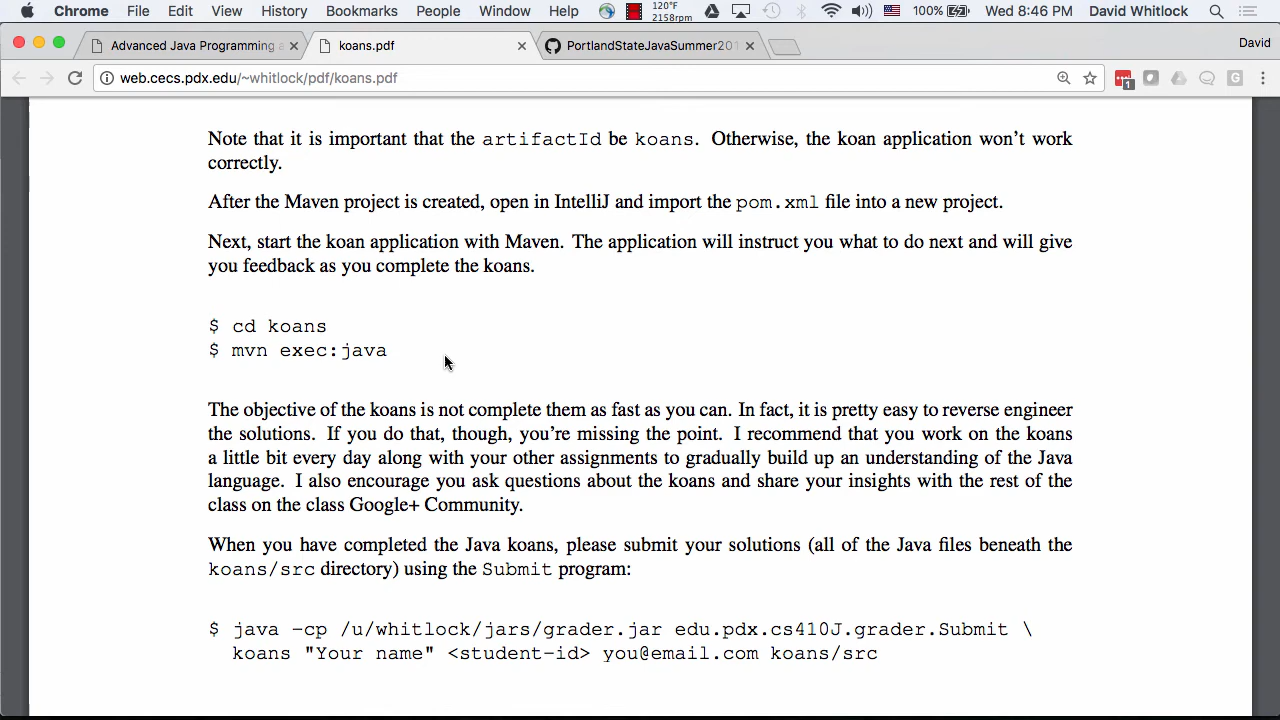 Chrome File Edit View History Bookmarks People Window Help 120°F 2158rpm 100% Wed 8:46 PM David Whitlock
Advanced Java Programming a koans.pdf PortlandStateJavaSummer201 David
web.cecs.pdx.edu/~whitlock/pdf/koans.pdf 1 G
Note that it is important that the artifactId be koans. Otherwise, the koan application won't work
correctly.
After the Maven project is created, open in IntelliJ and import the pom.xml file into a new project.
Next, start the koan application with Maven. The application will instruct you what to do next and will give
you feedback as you complete the koans.
$ cd koans
$ mvn exec:java
The objective of the koans is not complete them as fast as you can. In fact, it is pretty easy to reverse engineer
the solutions. If you do that, though, you're missing the point. I recommend that you work on the koans
a little bit every day along with your other assignments to gradually build up an understanding of the Java
language. I also encourage you ask questions about the koans and share your insights with the rest of the
class on the class Google+ Community.
When you have completed the Java koans, please submit your solutions (all of the Java files beneath the
koans/src directory) using the Submit program:
$ java -cp /u/whitlock/jars/grader.jar edu.pdx.cs410J.grader.Submit \
koans "Your name" <student-id> you@email.com koans/src